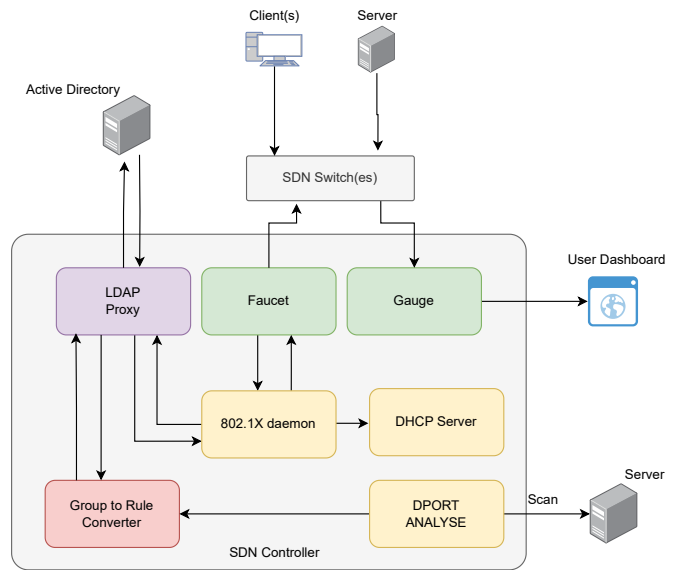 Client(s)
Server
Active Directory
SDN Switch(es)
User Dashboard
LDAP
Proxy
Faucet
Gauge
802.1X daemon
DHCP Server
Server
Scan
Group to Rule
Converter
DPORT
ANALYSE
SDN Controller